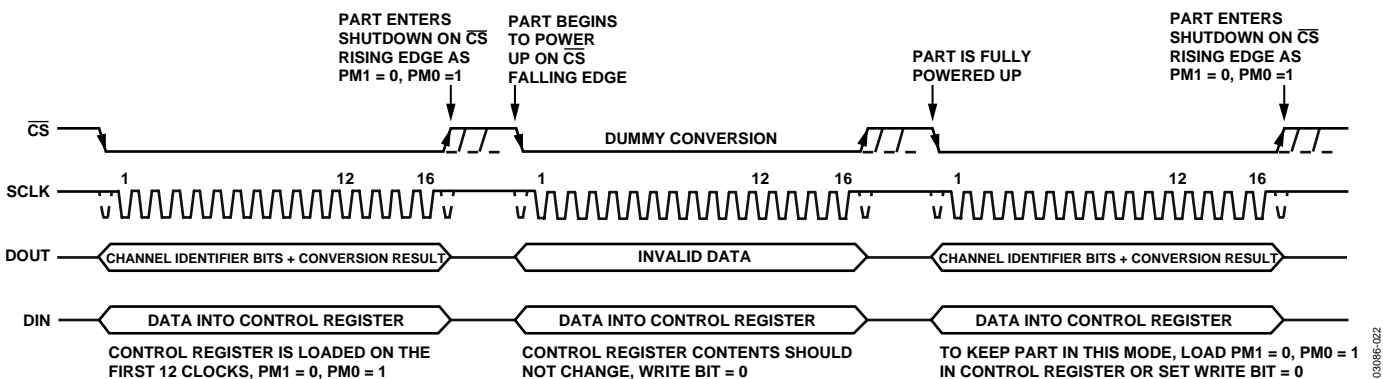 PART ENTERS
SHUTDOWN ON CS
RISING EDGE AS
PM1 = 0, PM0 =1
PART BEGINS
TO POWER
UP ON CS
FALLING EDGE
PART IS FULLY
POWERED UP
PART ENTERS
SHUTDOWN ON CS
RISING EDGE AS
PM1 = 0, PM0 =1
CS
DUMMY CONVERSION
SCLK
1 12 16
1 12 16
1 12 16
DOUT
CHANNEL IDENTIFIER BITS + CONVERSION RESULT
INVALID DATA
CHANNEL IDENTIFIER BITS + CONVERSION RESULT
DIN
DATA INTO CONTROL REGISTER
DATA INTO CONTROL REGISTER
DATA INTO CONTROL REGISTER
CONTROL REGISTER IS LOADED ON THE
FIRST 12 CLOCKS, PM1 = 0, PM0 = 1
CONTROL REGISTER CONTENTS SHOULD
NOT CHANGE, WRITE BIT = 0
TO KEEP PART IN THIS MODE, LOAD PM1 = 0, PM0 = 1
IN CONTROL REGISTER OR SET WRITE BIT = 0
03086-022